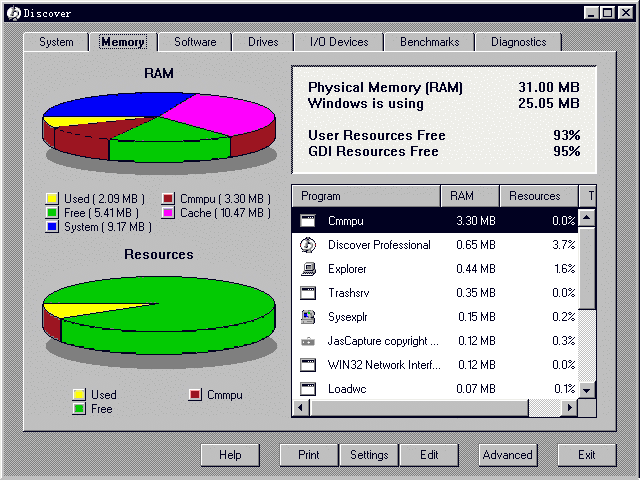 Discover
System Memory Software Drives I/O Devices Benchmarks Diagnostics
RAM
Used ( 2.09 MB ) Cmmpu ( 3.30 MB )
Free ( 5.41 MB ) Cache ( 10.47 MB )
System ( 9.17 MB )
Resources
Used Cmmpu
Free
Physical Memory (RAM) 31.00 MB
Windows is using 25.05 MB
User Resources Free 93%
GDI Resources Free 95%
Program RAM Resources T
Cmmpu 3.30 MB 0.0%
Discover Professional 0.65 MB 3.7%
Explorer 0.44 MB 1.6%
Trashsrv 0.35 MB 0.0%
Sysexplr 0.15 MB 0.2%
JasCapture copyright ... 0.12 MB 0.3%
WIN32 Network Interf... 0.12 MB 0.0%
Loadwc 0.07 MB 0.1%
Help Print Settings Edit Advanced Exit